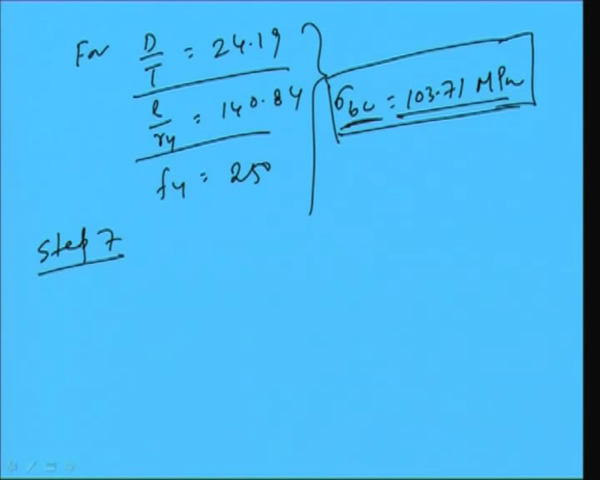 For D/T = 24.19
l/ry = 140.84
fy = 250
σbc = 103.71 MPa
Step 7